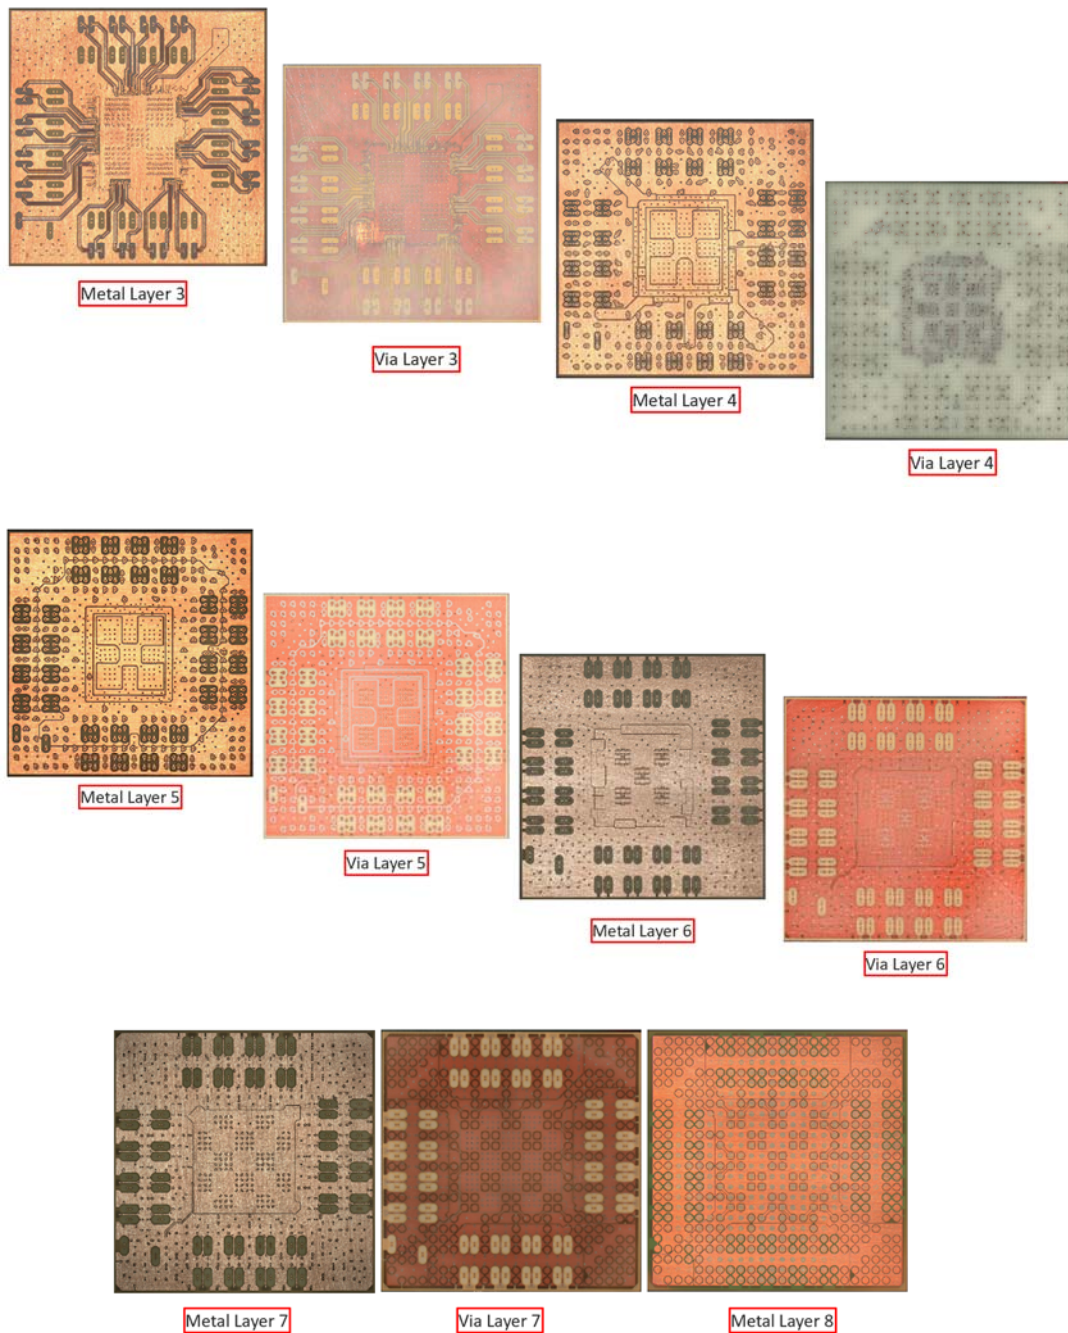 Metal Layer 3
Via Layer 3
Metal Layer 4
Via Layer 4
Metal Layer 5
Via Layer 5
Metal Layer 6
Via Layer 6
Metal Layer 7
Via Layer 7
Metal Layer 8